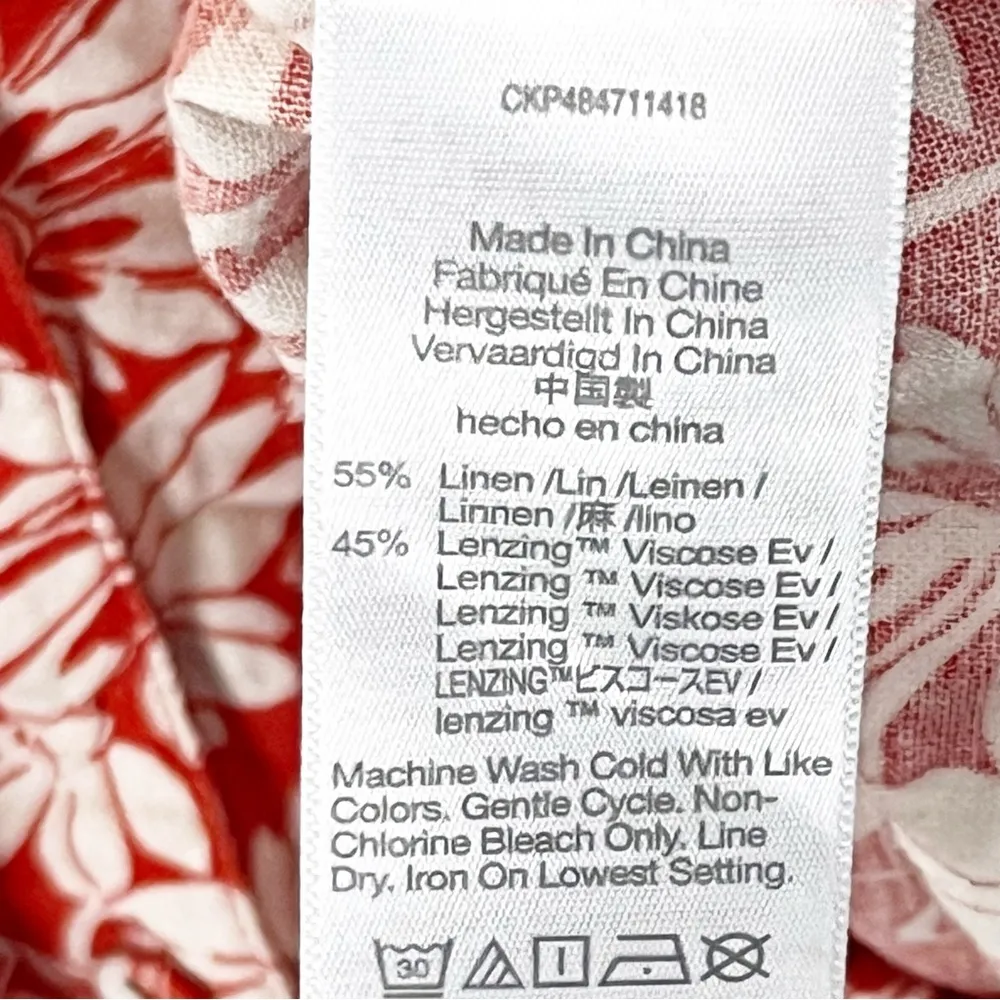 CKP484711418
Made In China
Fabriqué En Chine
Hergestellt In China
Vervaardigd In China
中国製
hecho en china
55% Linen /Lin /Leinen /
Linnen /麻 /lino
45% Lenzing™ Viscose Ev /
Lenzing ™ Viscose Ev /
Lenzing ™ Viskose Ev /
Lenzing ™ Viscose Ev /
LENZING™ビスコースEV /
lenzing ™ viscosa ev
Machine Wash Cold With Like
Colors. Gentle Cycle. Non-
Chlorine Bleach Only. Line
Dry. Iron On Lowest Setting.
30